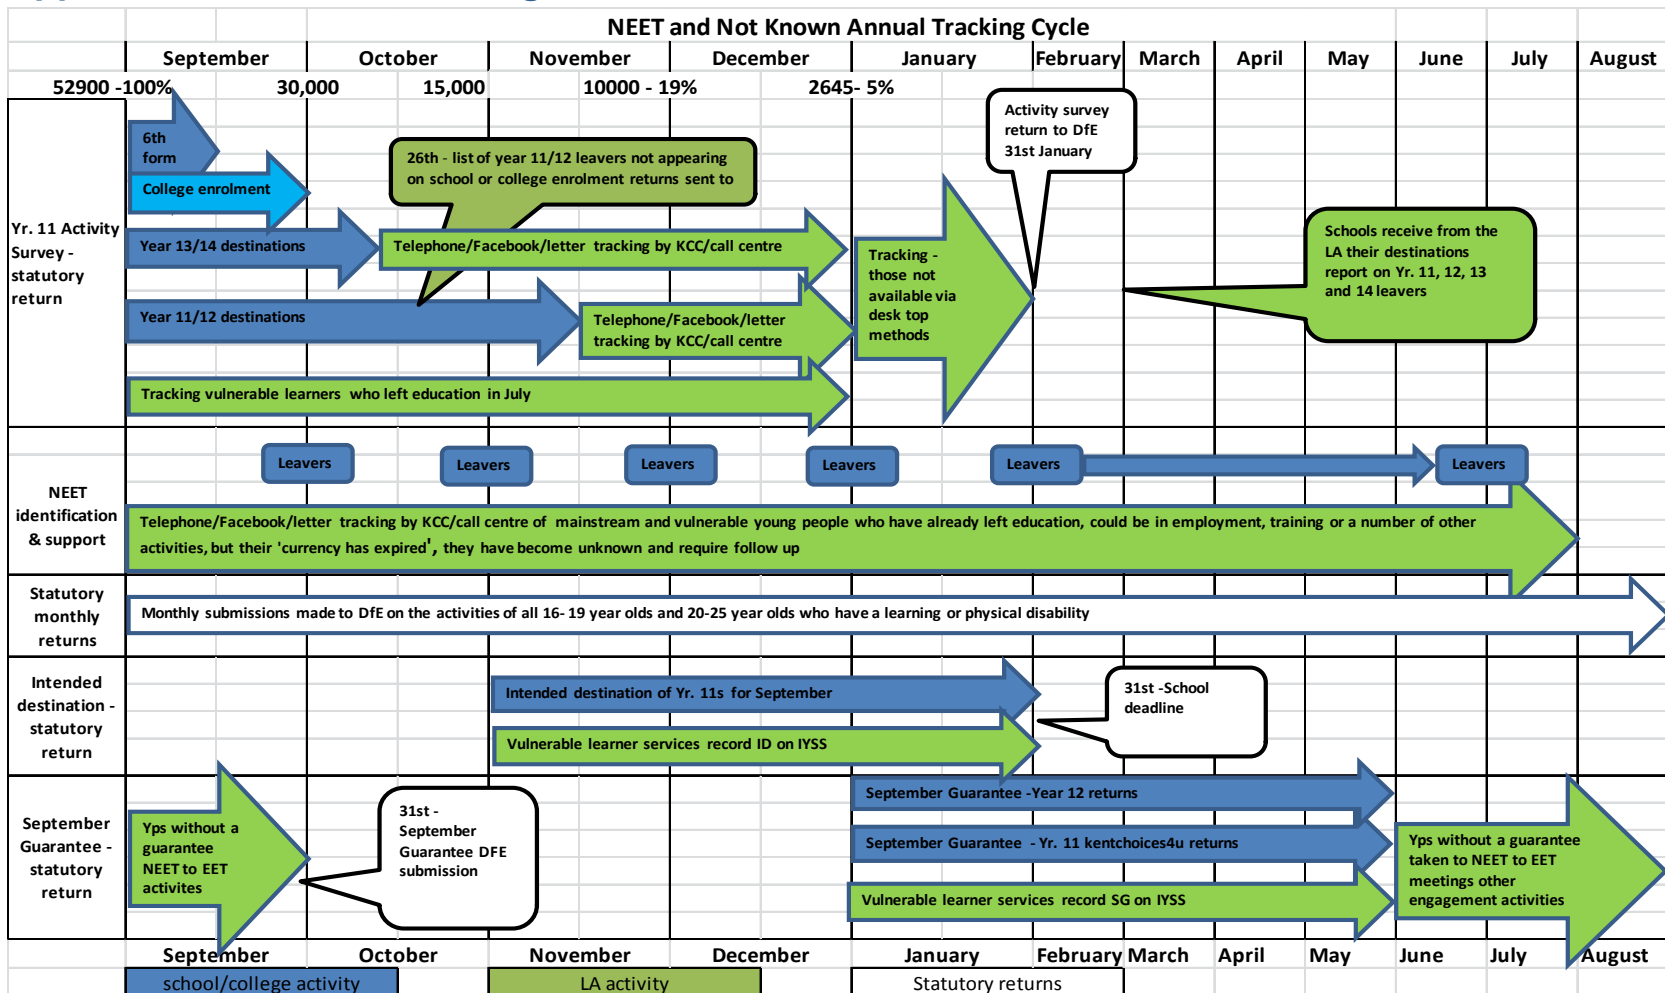 NEET and Not Known Annual Tracking Cycle
September October November December January February March April May June July August
52900 -100% 30,000 15,000 10000 - 19% 2645- 5%
Yr. 11 Activity
Survey -
statutory
return
6th
form
College enrolment
Year 13/14 destinations
Year 11/12 destinations
26th - list of year 11/12 leavers not appearing
on school or college enrolment returns sent to
Telephone/Facebook/letter tracking by KCC/call centre
Telephone/Facebook/letter
tracking by KCC/call centre
Tracking vulnerable learners who left education in July
Tracking -
those not
available via
desk top
methods
Activity survey
return to DfE
31st January
Schools receive from the
LA their destinations
report on Yr. 11, 12, 13
and 14 leavers
NEET
identification
& support
Leavers Leavers Leavers Leavers Leavers Leavers
Telephone/Facebook/letter tracking by KCC/call centre of mainstream and vulnerable young people who have already left education, could be in employment, training or a number of other
activities, but their 'currency has expired', they have become unknown and require follow up
Statutory
monthly
returns
Monthly submissions made to DfE on the activities of all 16- 19 year olds and 20-25 year olds who have a learning or physical disability
Intended
destination -
statutory
return
Intended destination of Yr. 11s for September
Vulnerable learner services record ID on IYSS
31st -School
deadline
September
Guarantee -
statutory
return
Yps without a
guarantee
NEET to EET
activites
31st -
September
Guarantee DFE
submission
September Guarantee -Year 12 returns
September Guarantee - Yr. 11 kentchoices4u returns
Vulnerable learner services record SG on IYSS
Yps without a guarantee
taken to NEET to EET
meetings other
engagement activities
September October November December January February March April May June July August
school/college activity LA activity Statutory returns